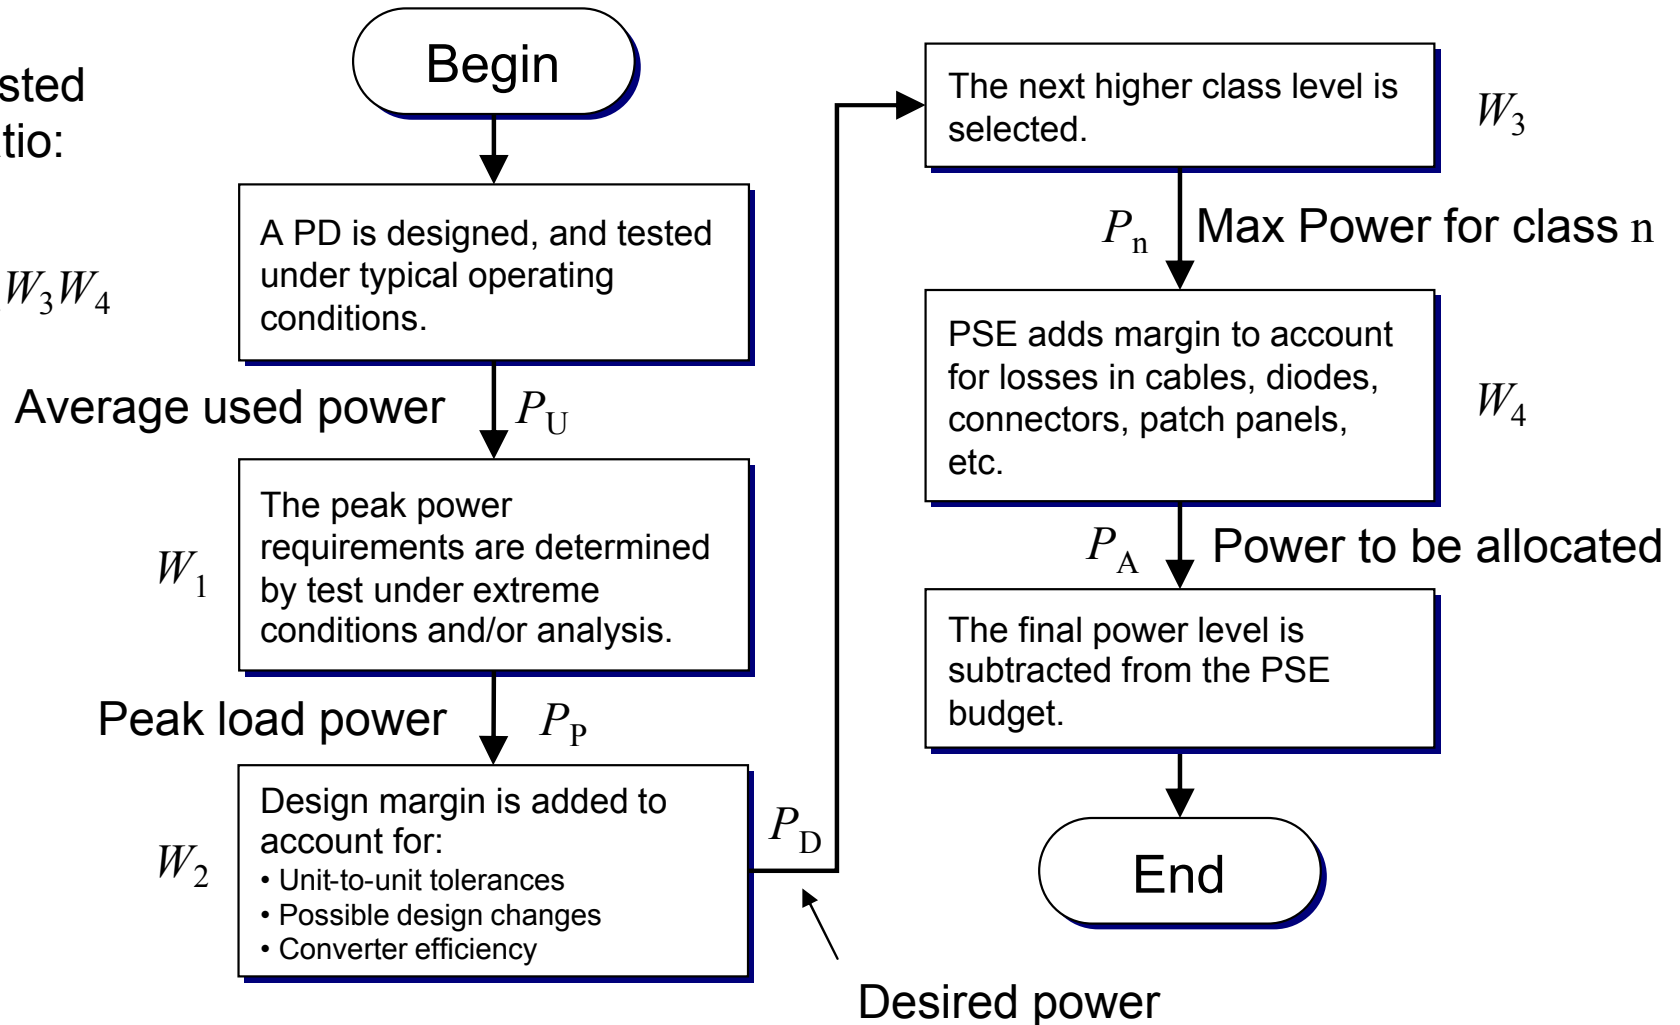 Begin
A PD is designed, and tested
under typical operating
conditions.
W3W4
Average used power PU
The peak power
requirements are determined
by test under extreme
conditions and/or analysis.
W1
Peak load power PP
Design margin is added to
account for:
• Unit-to-unit tolerances
• Possible design changes
• Converter efficiency
W2
PD
Desired power
The next higher class level is
selected.
W3
Pn Max Power for class n
PSE adds margin to account
for losses in cables, diodes,
connectors, patch panels,
etc.
W4
PA Power to be allocated
The final power level is
subtracted from the PSE
budget.
End